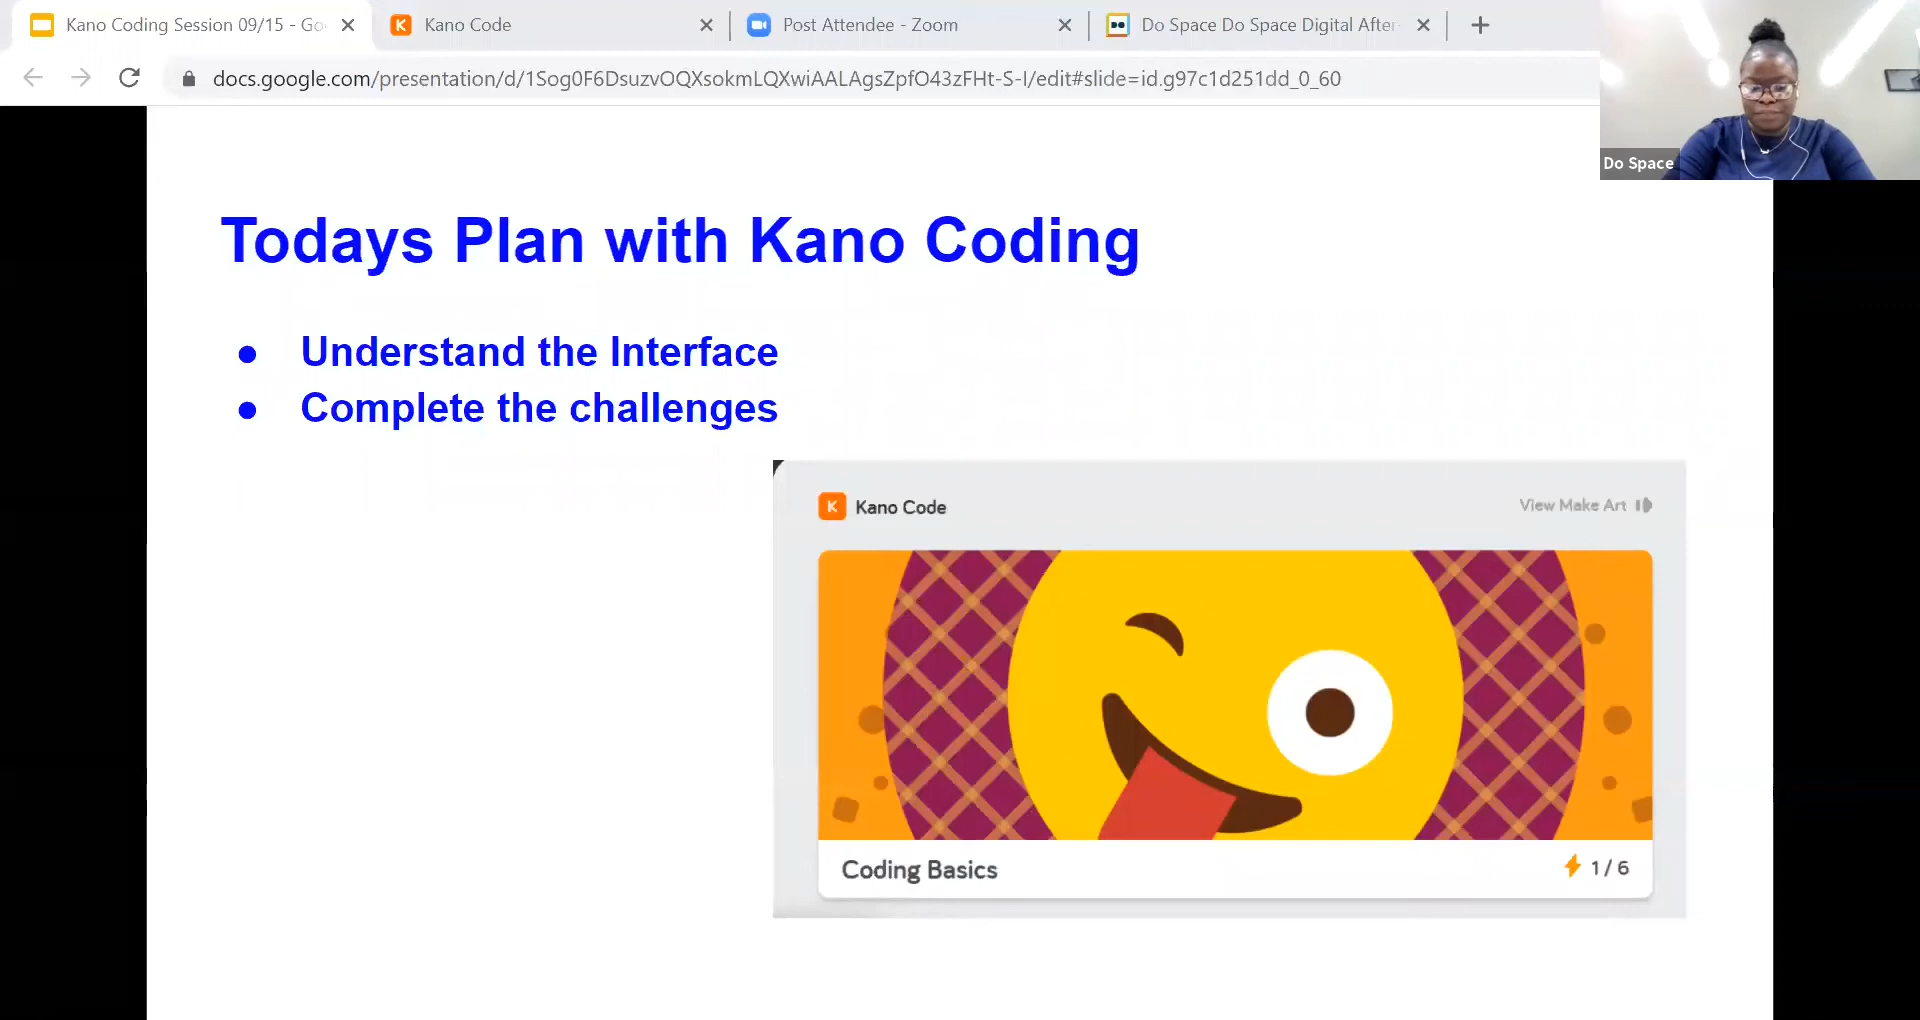 Kano Coding Session 09/15 - Go
Kano Code
Post Attendee - Zoom
Do Space Do Space Digital After-
docs.google.com/presentation/d/1Sog0F6DsuzvOQXsokmLQXwiAALAgsZpfO43zFHt-S-I/edit#slide=id.g97c1d251dd_0_60
Do Space
Todays Plan with Kano Coding
● Understand the Interface
● Complete the challenges
K Kano Code
View Make Art
Coding Basics
1 / 6